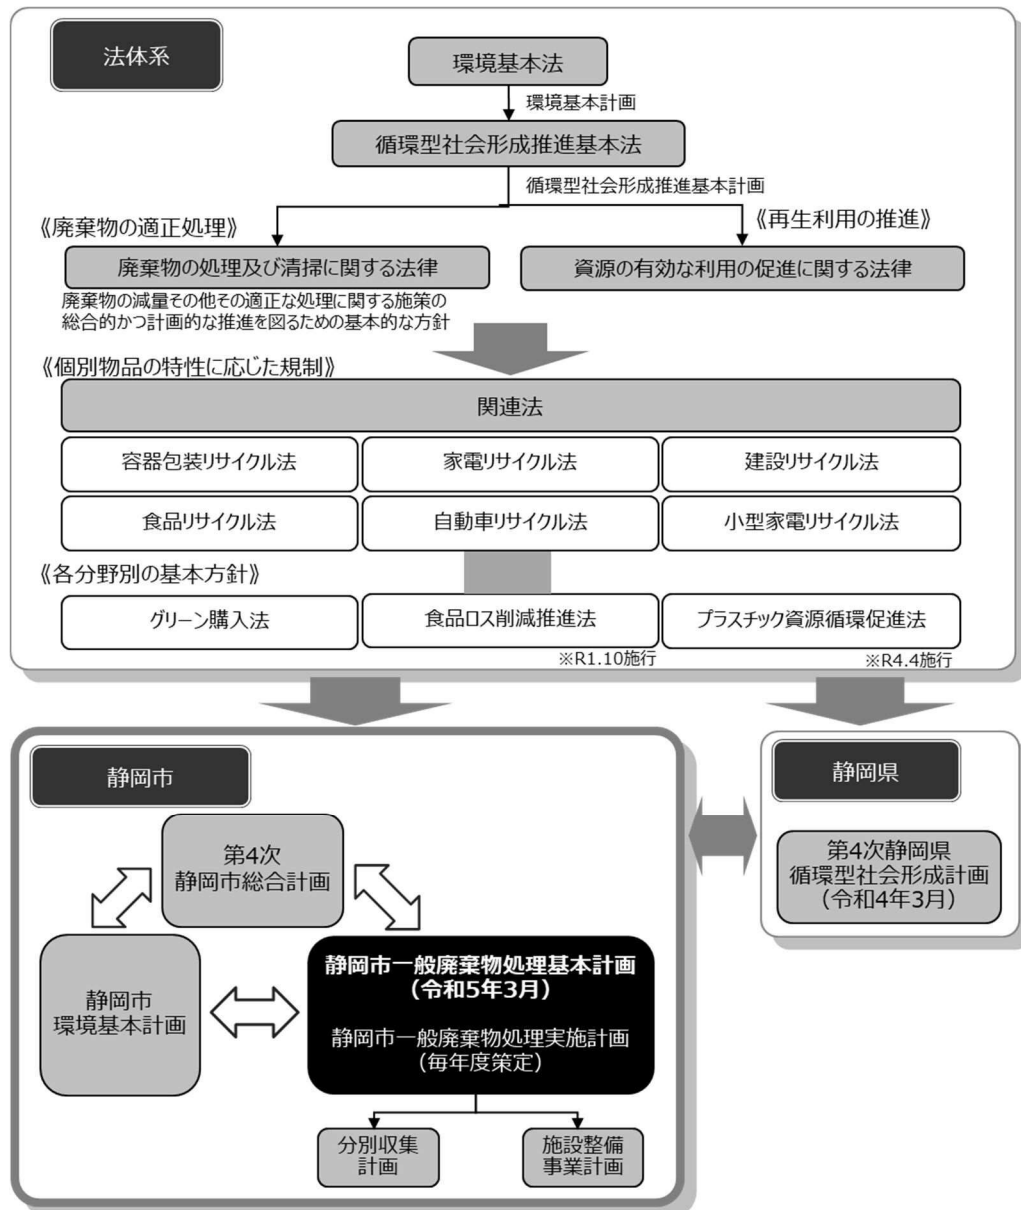 法体系
環境基本法
環境基本計画
循環型社会形成推進基本法
循環型社会形成推進基本計画
《廃棄物の適正処理》
《再生利用の推進》
廃棄物の処理及び清掃に関する法律
資源の有効な利用の促進に関する法律
廃棄物の減量その他その適正な処理に関する施策の
総合的かつ計画的な推進を図るための基本的な方針
《個別物品の特性に応じた規制》
関連法
容器包装リサイクル法
家電リサイクル法
建設リサイクル法
食品リサイクル法
自動車リサイクル法
小型家電リサイクル法
《各分野別の基本方針》
グリーン購入法
食品ロス削減推進法
プラスチック資源循環促進法
※R1.10施行
※R4.4施行
静岡市
第4次
静岡市総合計画
静岡市
環境基本計画
静岡市一般廃棄物処理基本計画
（令和5年3月）
静岡市一般廃棄物処理実施計画
（毎年度策定）
分別収集
計画
施設整備
事業計画
静岡県
第4次静岡県
循環型社会形成計画
（令和4年3月）